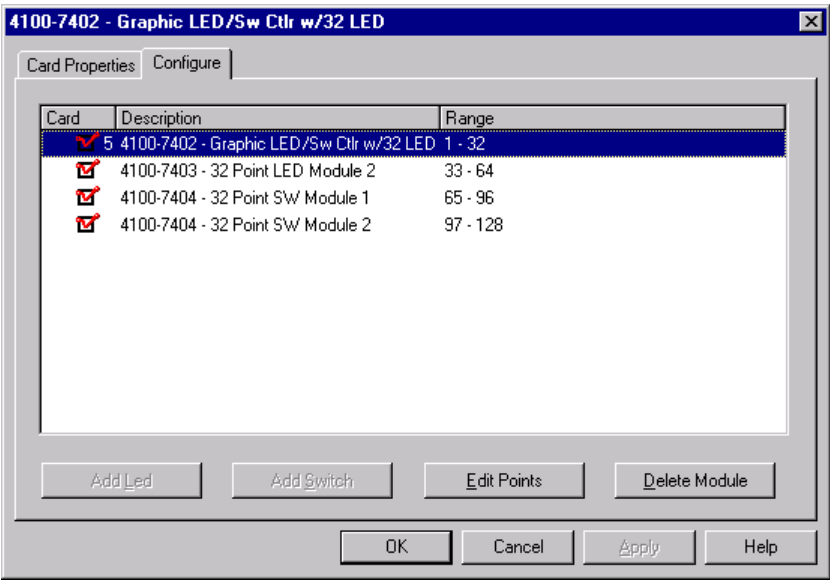 4100-7402 - Graphic LED/Sw Ctlr w/32 LED
Card Properties Configure
Card Description Range
5 4100-7402 - Graphic LED/Sw Ctlr w/32 LED 1 - 32
4100-7403 - 32 Point LED Module 2 33 - 64
4100-7404 - 32 Point SW Module 1 65 - 96
4100-7404 - 32 Point SW Module 2 97 - 128
Add Led Add Switch Edit Points Delete Module
OK Cancel Apply Help